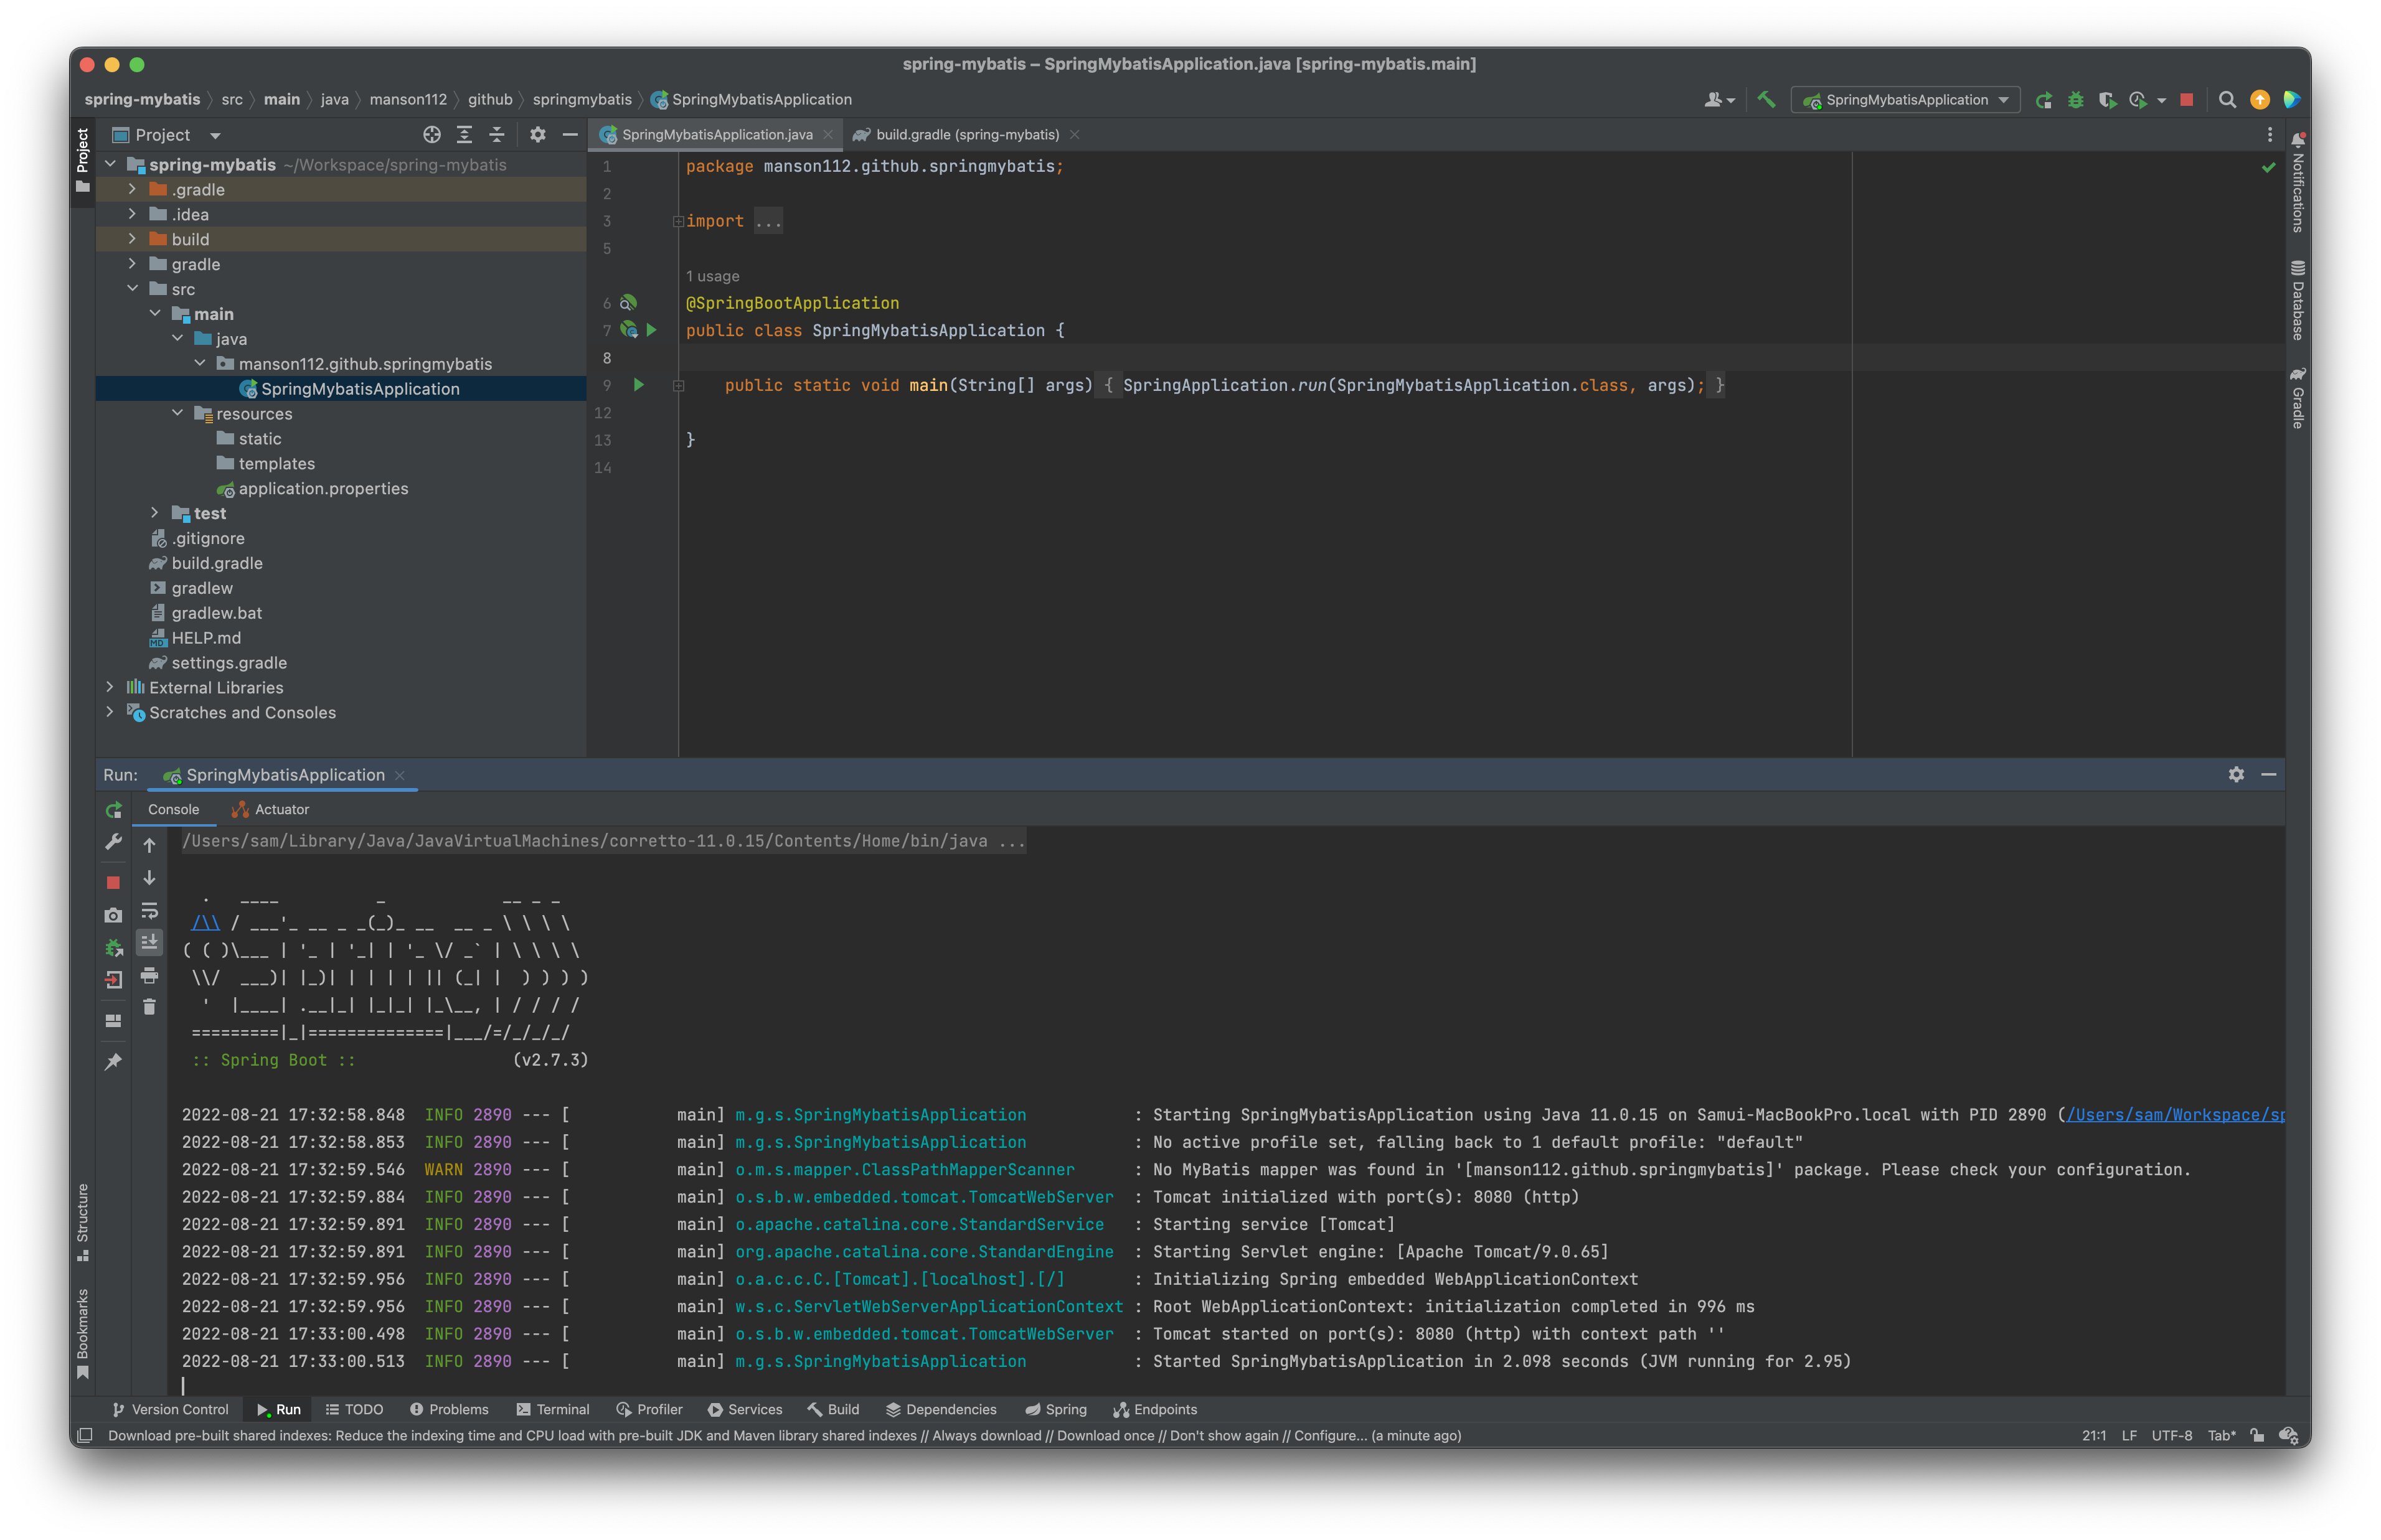 spring-mybatis – SpringMybatisApplication.java [spring-mybatis.main]
spring-mybatis src main java manson112 github springmybatis SpringMybatisApplication
SpringMybatisApplication
Project
Project
SpringMybatisApplication.java
build.gradle (spring-mybatis)
spring-mybatis ~/Workspace/spring-mybatis
.gradle
.idea
build
gradle
src
main
java
manson112.github.springmybatis
SpringMybatisApplication
resources
static
templates
application.properties
test
.gitignore
build.gradle
gradlew
gradlew.bat
HELP.md
settings.gradle
External Libraries
Scratches and Consoles
1 package manson112.github.springmybatis;
2
3 import ...
5
1 usage
6 @SpringBootApplication
7 public class SpringMybatisApplication {
8
9 public static void main(String[] args) { SpringApplication.run(SpringMybatisApplication.class, args); }
12
13 }
14
Notifications
Database
Gradle
Run: SpringMybatisApplication
Console Actuator
/Users/sam/Library/Java/JavaVirtualMachines/corretto-11.0.15/Contents/Home/bin/java ...
  .   ____          _            __ _ _
 /\\ / ___'_ __ _ _(_)_ __  __ _ \ \ \ \
( ( )\___ | '_ | '_| | '_ \/ _` | \ \ \ \
 \\/  ___)| |_)| | | | | || (_| |  ) ) ) )
  '  |____| .__|_| |_|_| |_\__, | / / / /
 =========|_|==============|___/=/_/_/_/
 :: Spring Boot ::                (v2.7.3)
2022-08-21 17:32:58.848  INFO 2890 --- [           main] m.g.s.SpringMybatisApplication           : Starting SpringMybatisApplication using Java 11.0.15 on Samui-MacBookPro.local with PID 2890 (/Users/sam/Workspace/sp
2022-08-21 17:32:58.853  INFO 2890 --- [           main] m.g.s.SpringMybatisApplication           : No active profile set, falling back to 1 default profile: "default"
2022-08-21 17:32:59.546  WARN 2890 --- [           main] o.m.s.mapper.ClassPathMapperScanner      : No MyBatis mapper was found in '[manson112.github.springmybatis]' package. Please check your configuration.
2022-08-21 17:32:59.884  INFO 2890 --- [           main] o.s.b.w.embedded.tomcat.TomcatWebServer  : Tomcat initialized with port(s): 8080 (http)
2022-08-21 17:32:59.891  INFO 2890 --- [           main] o.apache.catalina.core.StandardService   : Starting service [Tomcat]
2022-08-21 17:32:59.891  INFO 2890 --- [           main] org.apache.catalina.core.StandardEngine  : Starting Servlet engine: [Apache Tomcat/9.0.65]
2022-08-21 17:32:59.956  INFO 2890 --- [           main] o.a.c.c.C.[Tomcat].[localhost].[/]       : Initializing Spring embedded WebApplicationContext
2022-08-21 17:32:59.956  INFO 2890 --- [           main] w.s.c.ServletWebServerApplicationContext : Root WebApplicationContext: initialization completed in 996 ms
2022-08-21 17:33:00.498  INFO 2890 --- [           main] o.s.b.w.embedded.tomcat.TomcatWebServer  : Tomcat started on port(s): 8080 (http) with context path ''
2022-08-21 17:33:00.513  INFO 2890 --- [           main] m.g.s.SpringMybatisApplication           : Started SpringMybatisApplication in 2.098 seconds (JVM running for 2.95)
Structure
Bookmarks
Version Control Run TODO Problems Terminal Profiler Services Build Dependencies Spring Endpoints
Download pre-built shared indexes: Reduce the indexing time and CPU load with pre-built JDK and Maven library shared indexes // Always download // Download once // Don't show again // Configure... (a minute ago)
21:1 LF UTF-8 Tab*